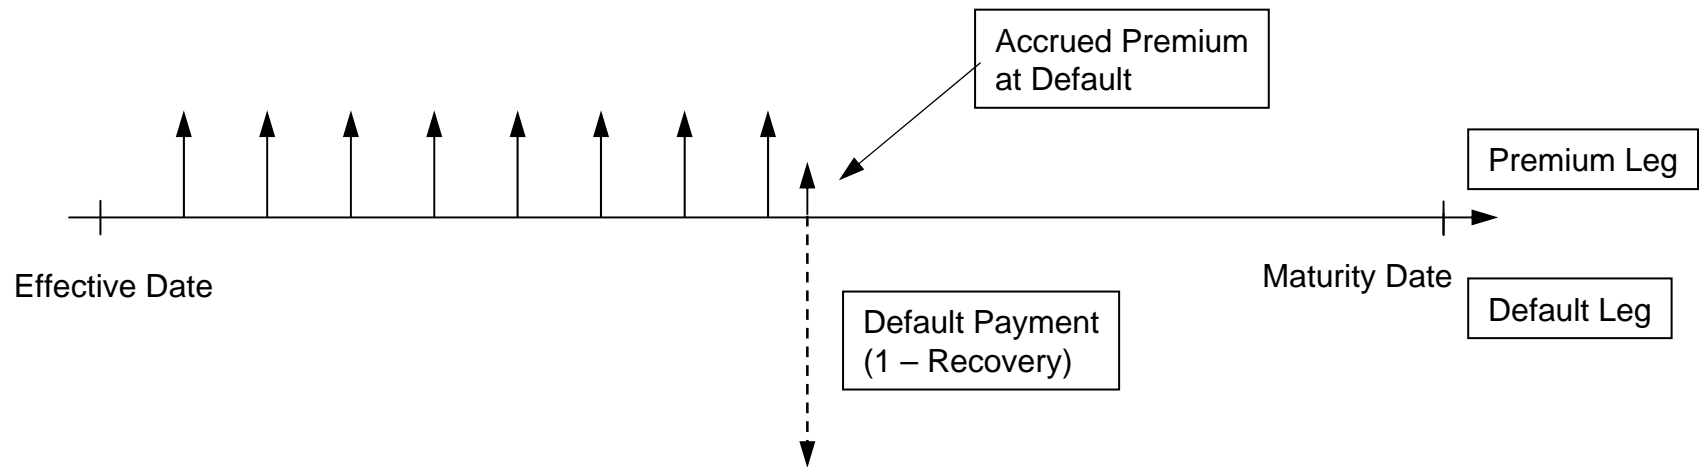 Accrued Premium
at Default
Premium Leg
Effective Date
Maturity Date
Default Leg
Default Payment
(1 – Recovery)